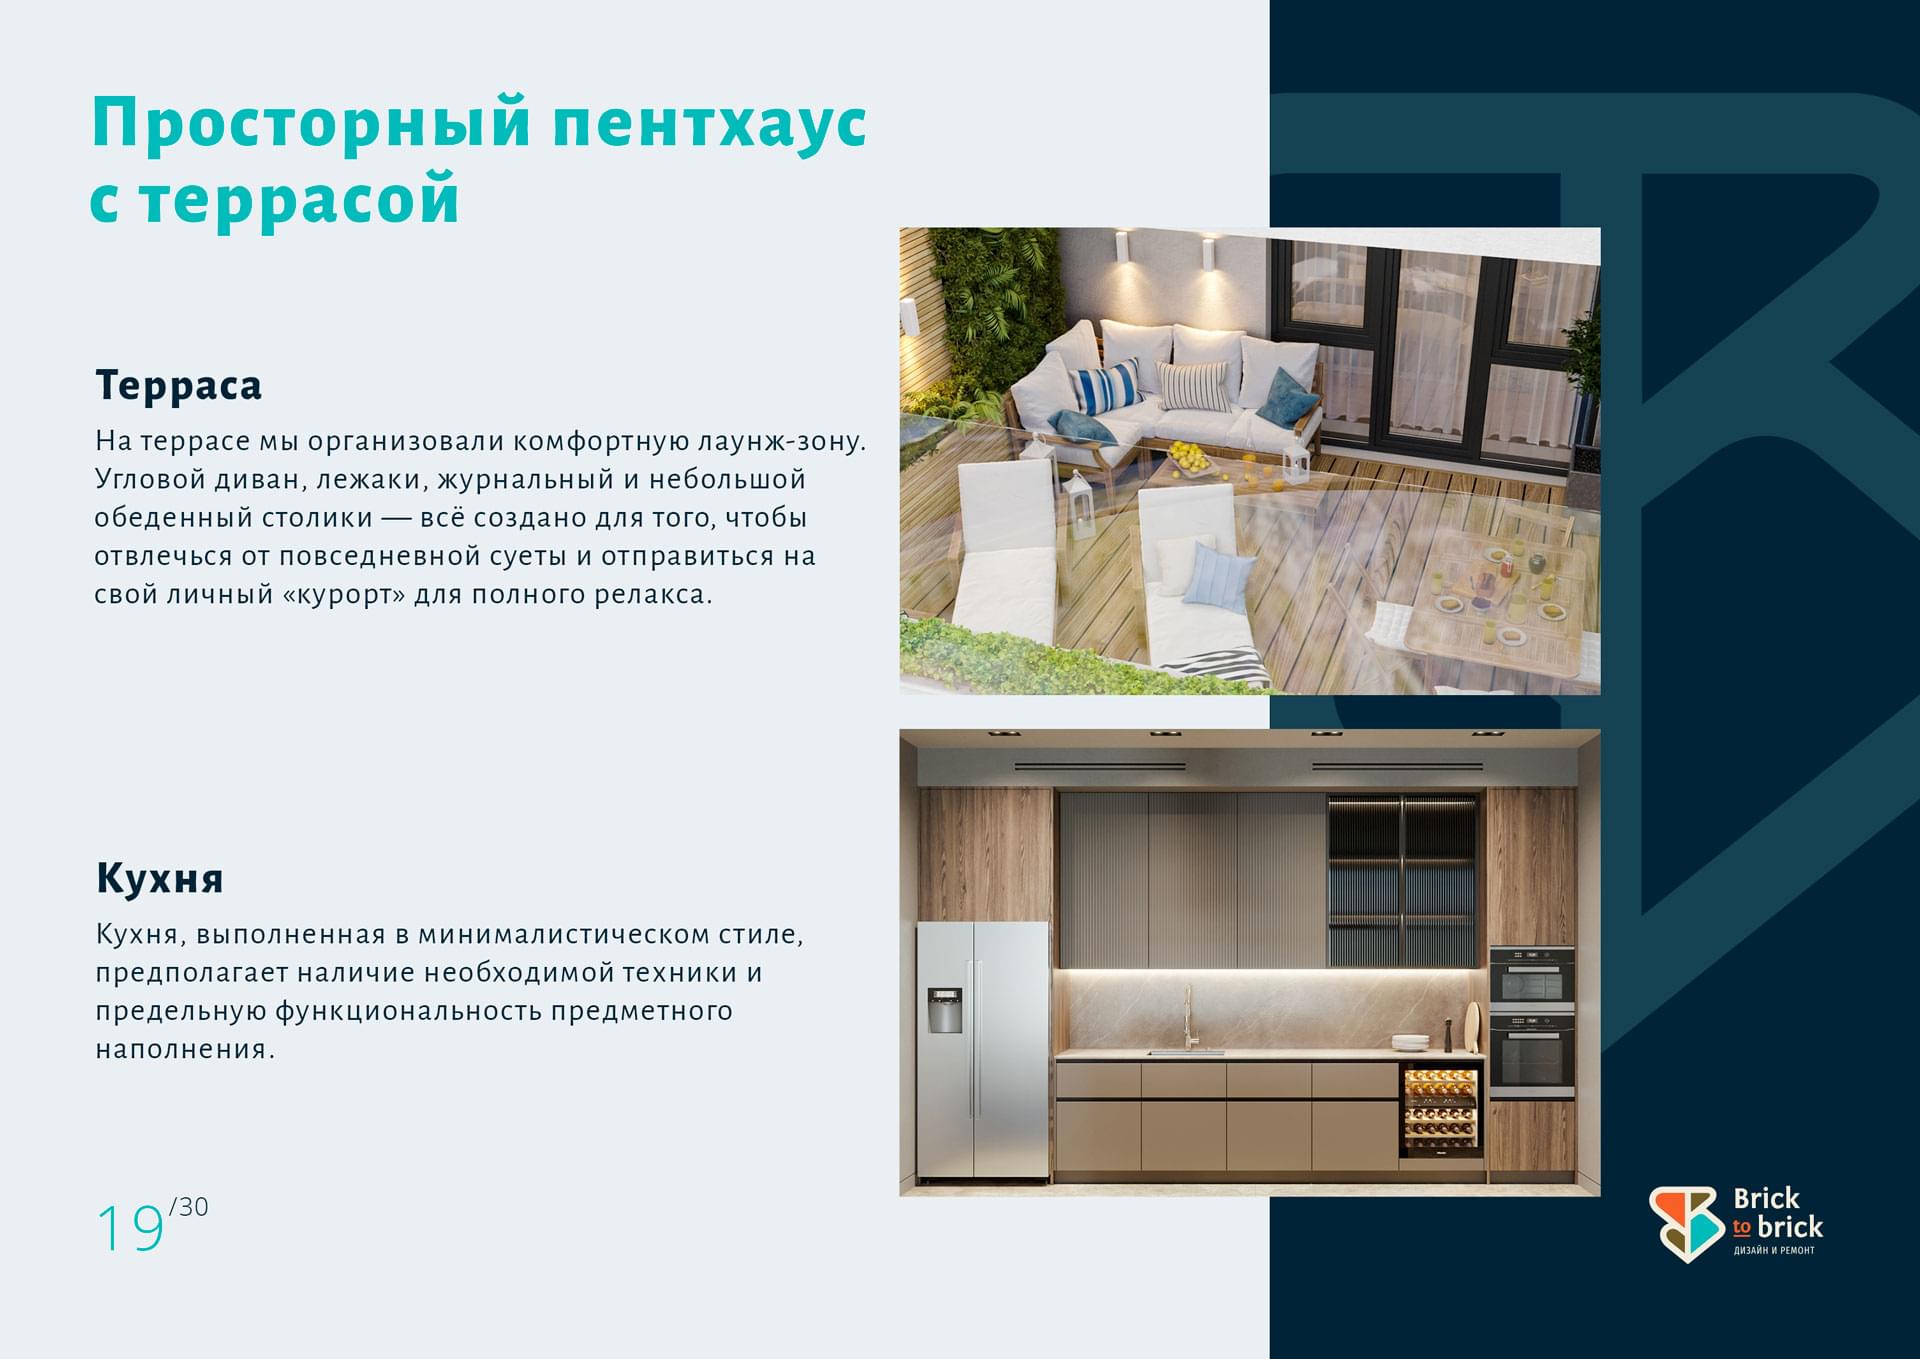 Просторный пентхаус
с террасой
Терраса
На террасе мы организовали комфортную лаунж-зону.
Угловой диван, лежаки, журнальный и небольшой
обеденный столики — всё создано для того, чтобы
отвлечься от повседневной суеты и отправиться на
свой личный «курорт» для полного релакса.
Кухня
Кухня, выполненная в минималистическом стиле,
предполагает наличие необходимой техники и
предельную функциональность предметного
наполнения.
19/30
Brick
to brick
ДИЗАЙН И РЕМОНТ